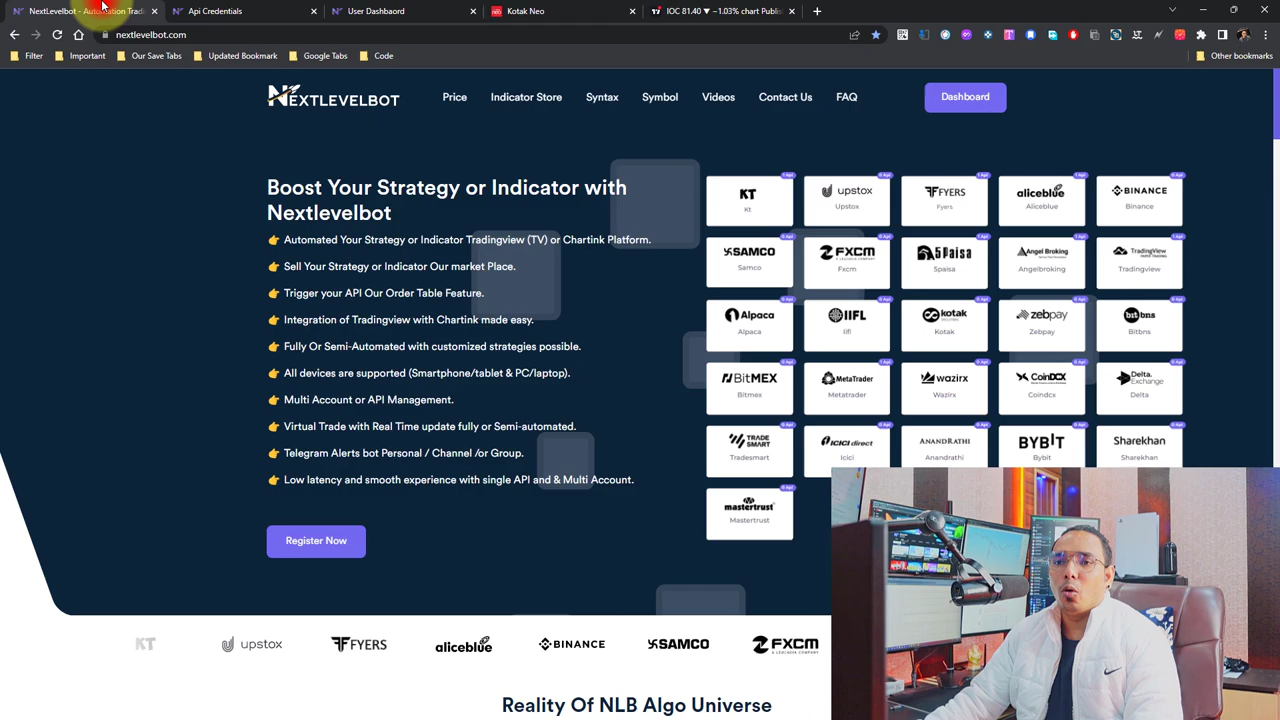 NextLevelbot - Automation Tradi
Api Credentials
User Dashboard
Kotak Neo
IOC 81.40 ▼ −1.03% chart Publis
nextlevelbot.com
Filter
Important
Our Save Tabs
Updated Bookmark
Google Tabs
Code
Other bookmarks
NEXTLEVELBOT
Price
Indicator Store
Syntax
Symbol
Videos
Contact Us
FAQ
Dashboard
Boost Your Strategy or Indicator with
Nextlevelbot
👉 Automated Your Strategy or Indicator Tradingview (TV) or Chartink Platform.
👉 Sell Your Strategy or Indicator Our market Place.
👉 Trigger your API Our Order Table Feature.
👉 Integration of Tradingview with Chartink made easy.
👉 Fully Or Semi-Automated with customized strategies possible.
👉 All devices are supported (Smartphone/tablet & PC/laptop).
👉 Multi Account or API Management.
👉 Virtual Trade with Real Time update fully or Semi-automated.
👉 Telegram Alerts bot Personal / Channel /or Group.
👉 Low latency and smooth experience with single API and & Multi Account.
Register Now
KT
Kt
upstox
Upstox
FYERS
Fyers
aliceblue
Aliceblue
BINANCE
Binance
SAMCO
Samco
FXCM
Fxcm
5paisa
5paisa
Angel Broking
Angelbroking
TradingView
Tradingview
Alpaca
Alpaca
IIFL
Iifl
kotak
Kotak
zebpay
Zebpay
bitbns
Bitbns
BitMEX
Bitmex
MetaTrader
Metatrader
wazirx
Wazirx
CoinDCX
Coindcx
Delta.
Exchange
Delta
TRADE
SMART
Tradesmart
ICICI direct
Icici
ANANDRATHI
Anandrathi
BYBIT
Bybit
Sharekhan
Sharekhan
mastertrust
Mastertrust
KT
upstox
FYERS
aliceblue
BINANCE
SAMCO
FXCM
Reality Of NLB Algo Universe